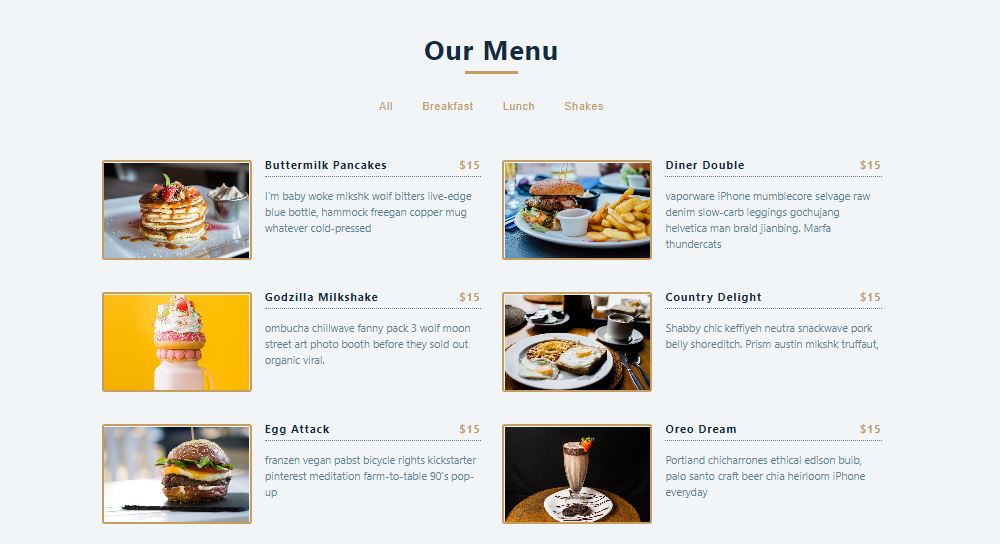 Our Menu
All Breakfast Lunch Shakes
Buttermilk Pancakes $15
I'm baby woke mlkshk wolf bitters live-edge
blue bottle, hammock freegan copper mug
whatever cold-pressed
Diner Double $15
vaporware iPhone mumblecore selvage raw
denim slow-carb leggings gochujang
helvetica man braid jianbing. Marfa
thundercats
Godzilla Milkshake $15
ombucha chillwave fanny pack 3 wolf moon
street art photo booth before they sold out
organic viral.
Country Delight $15
Shabby chic keffiyeh neutra snackwave pork
belly shoreditch. Prism austin mlkshk truffaut,
Egg Attack $15
franzen vegan pabst bicycle rights kickstarter
pinterest meditation farm-to-table 90's pop-
up
Oreo Dream $15
Portland chicharrones ethical edison bulb,
palo santo craft beer chia heirloom iPhone
everyday